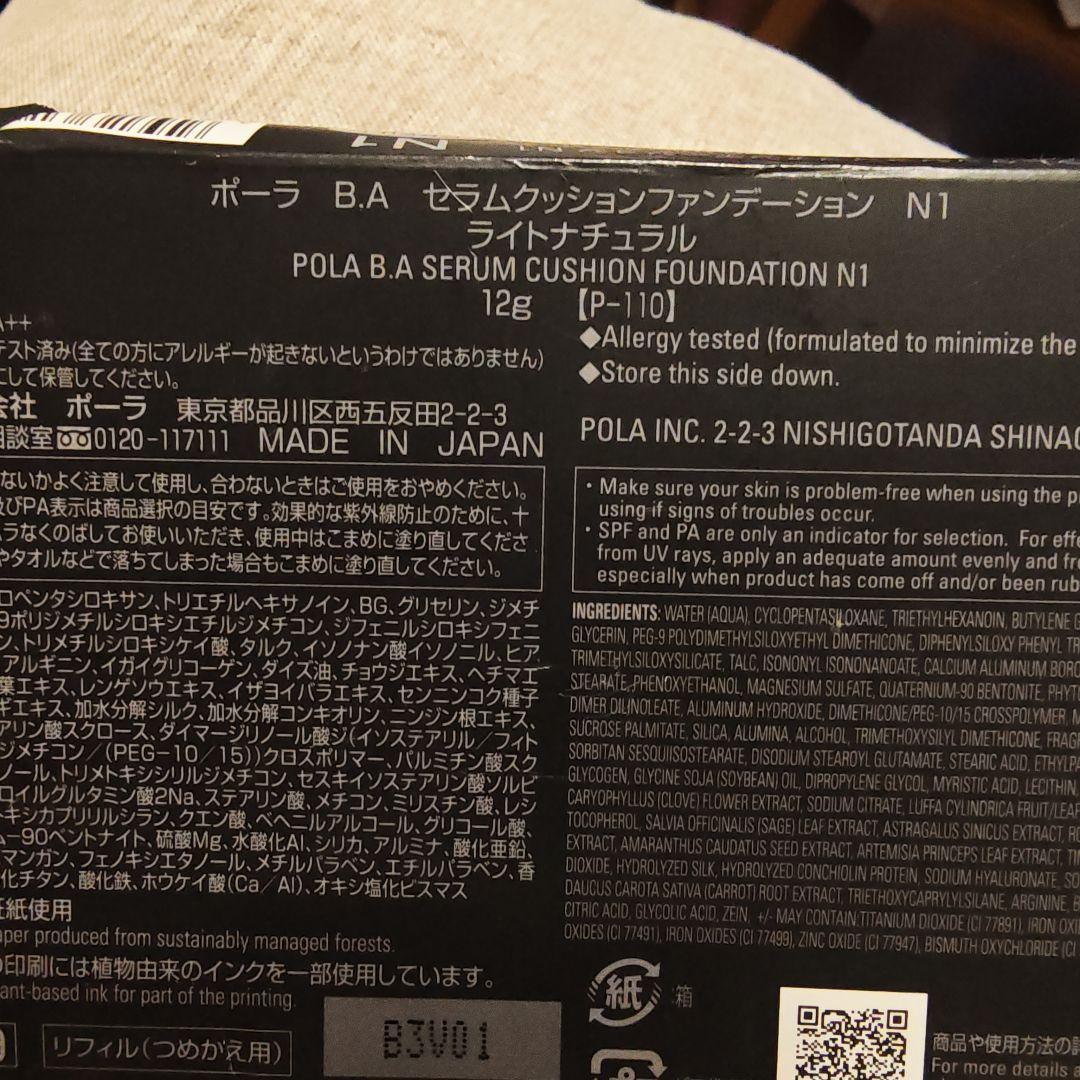 ポーラ B.A セラムクッションファンデーション N1
ライトナチュラル
POLA B.A SERUM CUSHION FOUNDATION N1
12g 【P-110】
A++
テスト済み(全ての方にアレルギーが起きないというわけではありません)
にして保管してください。
会社 ポーラ 東京都品川区西五反田2-2-3
相談室 0120-117111 MADE IN JAPAN
◆Allergy tested (formulated to minimize the
◆Store this side down.
POLA INC. 2-2-3 NISHIGOTANDA SHINAG
ないかよく注意して使用し、合わないときはご使用をおやめください。
及びPA表示は商品選択の目安です。効果的な紫外線防止のために、十
ムラなくのばしてお使いいただき、使用中はこまめに塗り直してくださ
やタオルなどで落ちてしまった場合もこまめに塗り直してください。
・Make sure your skin is problem-free when using the p
using if signs of troubles occur.
・SPF and PA are only an indicator for selection. For effe
from UV rays, apply an adequate amount evenly and fre
especially when product has come off and/or been rub
ロペンタシロキサン、トリエチルヘキサノイン、BG、グリセリン、ジメチ
9ポリジメチルシロキシエチルジメチコン、ジフェニルシロキシフェニ
ン、トリメチルシロキシケイ酸、タルク、イソノナン酸イソノニル、ヒア
アルギニン、イガイグリコーゲン、ダイズ油、チョウジエキス、ヘチマエ
葉エキス、レンゲソウエキス、イザヨイバラエキス、センニンコク種子
ギエキス、加水分解シルク、加水分解コンキオリン、ニンジン根エキス、
アリン酸スクロース、ダイマージリノール酸ジ(イソステアリル/フィト
ジメチコン/(PEG-10/15))クロスポリマー、パルミチン酸スク
ノール、トリメトキシシリルジメチコン、セスキイソステアリン酸ソルビ
ロイルグルタミン酸2Na、ステアリン酸、メチコン、ミリスチン酸、レシ
トキシカプリリルシラン、クエン酸、ベヘニルアルコール、グリコール酸、
ム-90ベントナイト、硫酸Mg、水酸化Al、シリカ、アルミナ、酸化亜鉛、
マンガン、フェノキシエタノール、メチルパラベン、エチルパラベン、香
化チタン、酸化鉄、ホウケイ酸(Ca/Al)、オキシ塩化ビスマス
INGREDIENTS: WATER (AQUA), CYCLOPENTASILOXANE, TRIETHYLHEXANOIN, BUTYLENE G
GLYCERIN, PEG-9 POLYDIMETHYLSILOXYETHYL DIMETHICONE, DIPHENYLSILOXY PHENYL TR
TRIMETHYLSILOXYSILICATE, TALC, ISONONYL ISONONANOATE, CALCIUM ALUMINUM BORO
STEARATE, PHENOXYETHANOL, MAGNESIUM SULFATE, QUATERNIUM-90 BENTONITE, PHYT
DIMER DILINOLEATE, ALUMINUM HYDROXIDE, DIMETHICONE/PEG-10/15 CROSSPOLYMER, M
SUCROSE PALMITATE, SILICA, ALUMINA, ALCOHOL, TRIMETHOXYSILYL DIMETHICONE, FRAG
SORBITAN SESQUIISOSTEARATE, DISODIUM STEAROYL GLUTAMATE, STEARIC ACID, ETHYLPA
GLYCOGEN, GLYCINE SOJA (SOYBEAN) OIL, DIPROPYLENE GLYCOL, MYRISTIC ACID, LECITHIN,
CARYOPHYLLUS (CLOVE) FLOWER EXTRACT, SODIUM CITRATE, LUFFA CYLINDRICA FRUIT/LEAF
TOCOPHEROL, SALVIA OFFICINALIS (SAGE) LEAF EXTRACT, ASTRAGALUS SINICUS EXTRACT, R
EXTRACT, AMARANTHUS CAUDATUS SEED EXTRACT, ARTEMISIA PRINCEPS LEAF EXTRACT, TI
DIOXIDE, HYDROLYZED SILK, HYDROLYZED CONCHIOLIN PROTEIN, SODIUM HYALURONATE, SO
DAUCUS CAROTA SATIVA (CARROT) ROOT EXTRACT, TRIETHOXYCAPRYLYLSILANE, ARGININE, B
CITRIC ACID, GLYCOLIC ACID, ZEIN, +/- MAY CONTAIN:TITANIUM DIOXIDE (CI 77891), IRON OXI
OXIDES (CI 77491), IRON OXIDES (CI 77499), ZINC OXIDE (CI 77947), BISMUTH OXYCHLORIDE (CI
紙使用
aper produced from sustainably managed forests.
の印刷には植物由来のインクを一部使用しています。
ant-based ink for part of the printing.
リフィル(つめかえ用)
B3V01
紙 箱
商品や使用方法の詳
For more details a